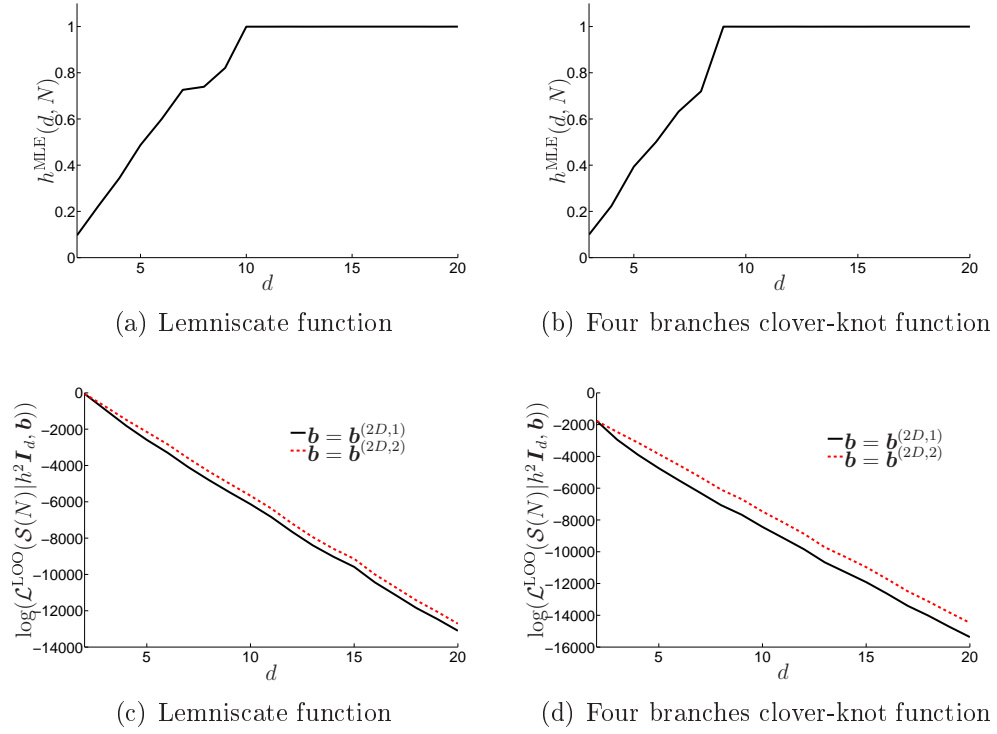 1
0.8
0.6
0.4
0.2
0
h^MLE(d, N)
5 10 15 20
d
(a) Lemniscate function
1
0.8
0.6
0.4
0.2
0
h^MLE(d, N)
5 10 15 20
d
(b) Four branches clover-knot function
0
−2000
−4000
−6000
−8000
−10000
−12000
−14000
log(ℒ^LOO(𝒮(N)|h²I_d, b))
b = b^(2D,1)
b = b^(2D,2)
5 10 15 20
d
(c) Lemniscate function
0
−2000
−4000
−6000
−8000
−10000
−12000
−14000
−16000
log(ℒ^LOO(𝒮(N)|h²I_d, b))
b = b^(2D,1)
b = b^(2D,2)
5 10 15 20
d
(d) Four branches clover-knot function